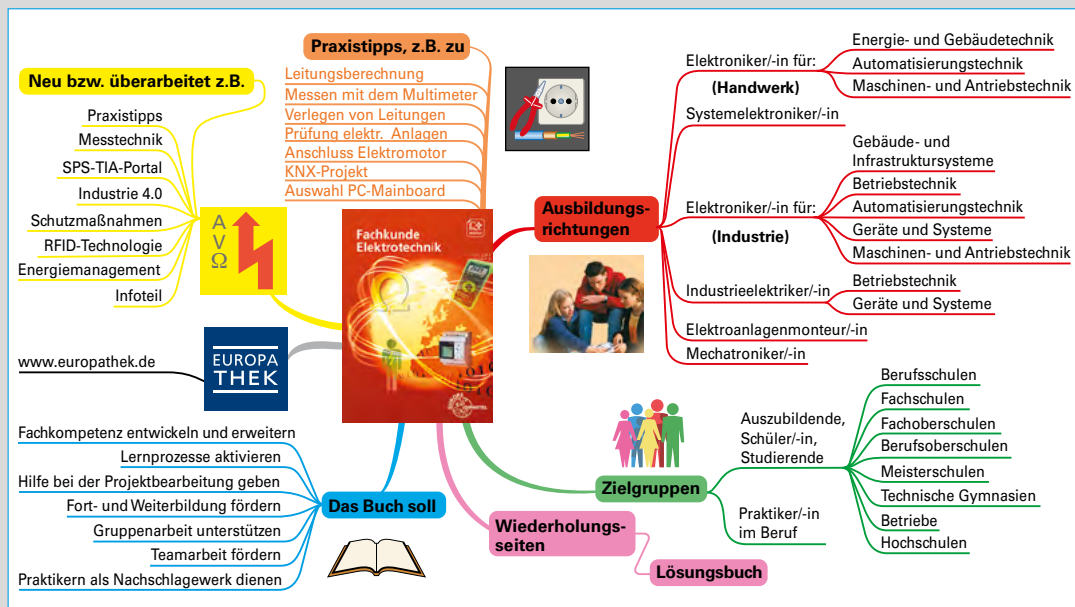 Praxistipps, z.B. zu
Leitungsberechnung
Messen mit dem Multimeter
Verlegen von Leitungen
Prüfung elektr. Anlagen
Anschluss Elektromotor
KNX-Projekt
Auswahl PC-Mainboard
Neu bzw. überarbeitet z.B.
Praxistipps
Messtechnik
SPS-TIA-Portal
Industrie 4.0
Schutzmaßnahmen
RFID-Technologie
Energiemanagement
Infoteil
A
V
Ω
www.europathek.de
EUROPA
THEK
Fachkunde
Elektrotechnik
Ausbildungs-
richtungen
Elektroniker/-in für:
(Handwerk)
Energie- und Gebäudetechnik
Automatisierungstechnik
Maschinen- und Antriebstechnik
Systemelektroniker/-in
Elektroniker/-in für:
(Industrie)
Gebäude- und
Infrastruktursysteme
Betriebstechnik
Automatisierungstechnik
Geräte und Systeme
Maschinen- und Antriebstechnik
Industrieelektriker/-in
Betriebstechnik
Geräte und Systeme
Elektroanlagenmonteur/-in
Mechatroniker/-in
Das Buch soll
Fachkompetenz entwickeln und erweitern
Lernprozesse aktivieren
Hilfe bei der Projektbearbeitung geben
Fort- und Weiterbildung fördern
Gruppenarbeit unterstützen
Teamarbeit fördern
Praktikern als Nachschlagewerk dienen
Wiederholungs-
seiten
Lösungsbuch
Zielgruppen
Auszubildende,
Schüler/-in,
Studierende
Praktiker/-in
im Beruf
Berufsschulen
Fachschulen
Fachoberschulen
Berufsoberschulen
Meisterschulen
Technische Gymnasien
Betriebe
Hochschulen